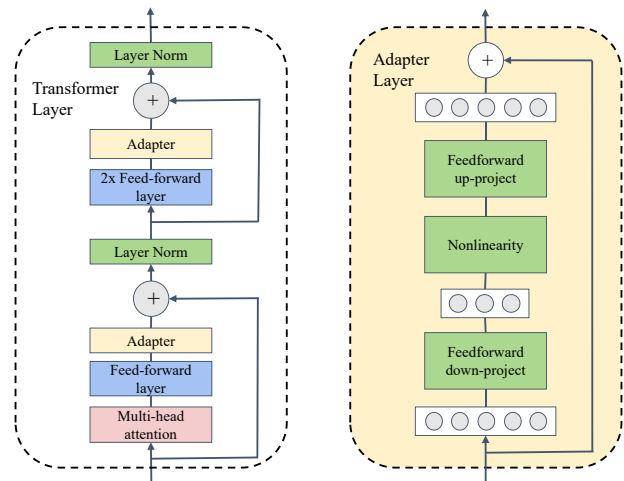 Layer Norm
Transformer
Layer
+
Adapter
2x Feed-forward
layer
Layer Norm
+
Adapter
Feed-forward
layer
Multi-head
attention
Adapter
Layer
+
Feedforward
up-project
Nonlinearity
Feedforward
down-project